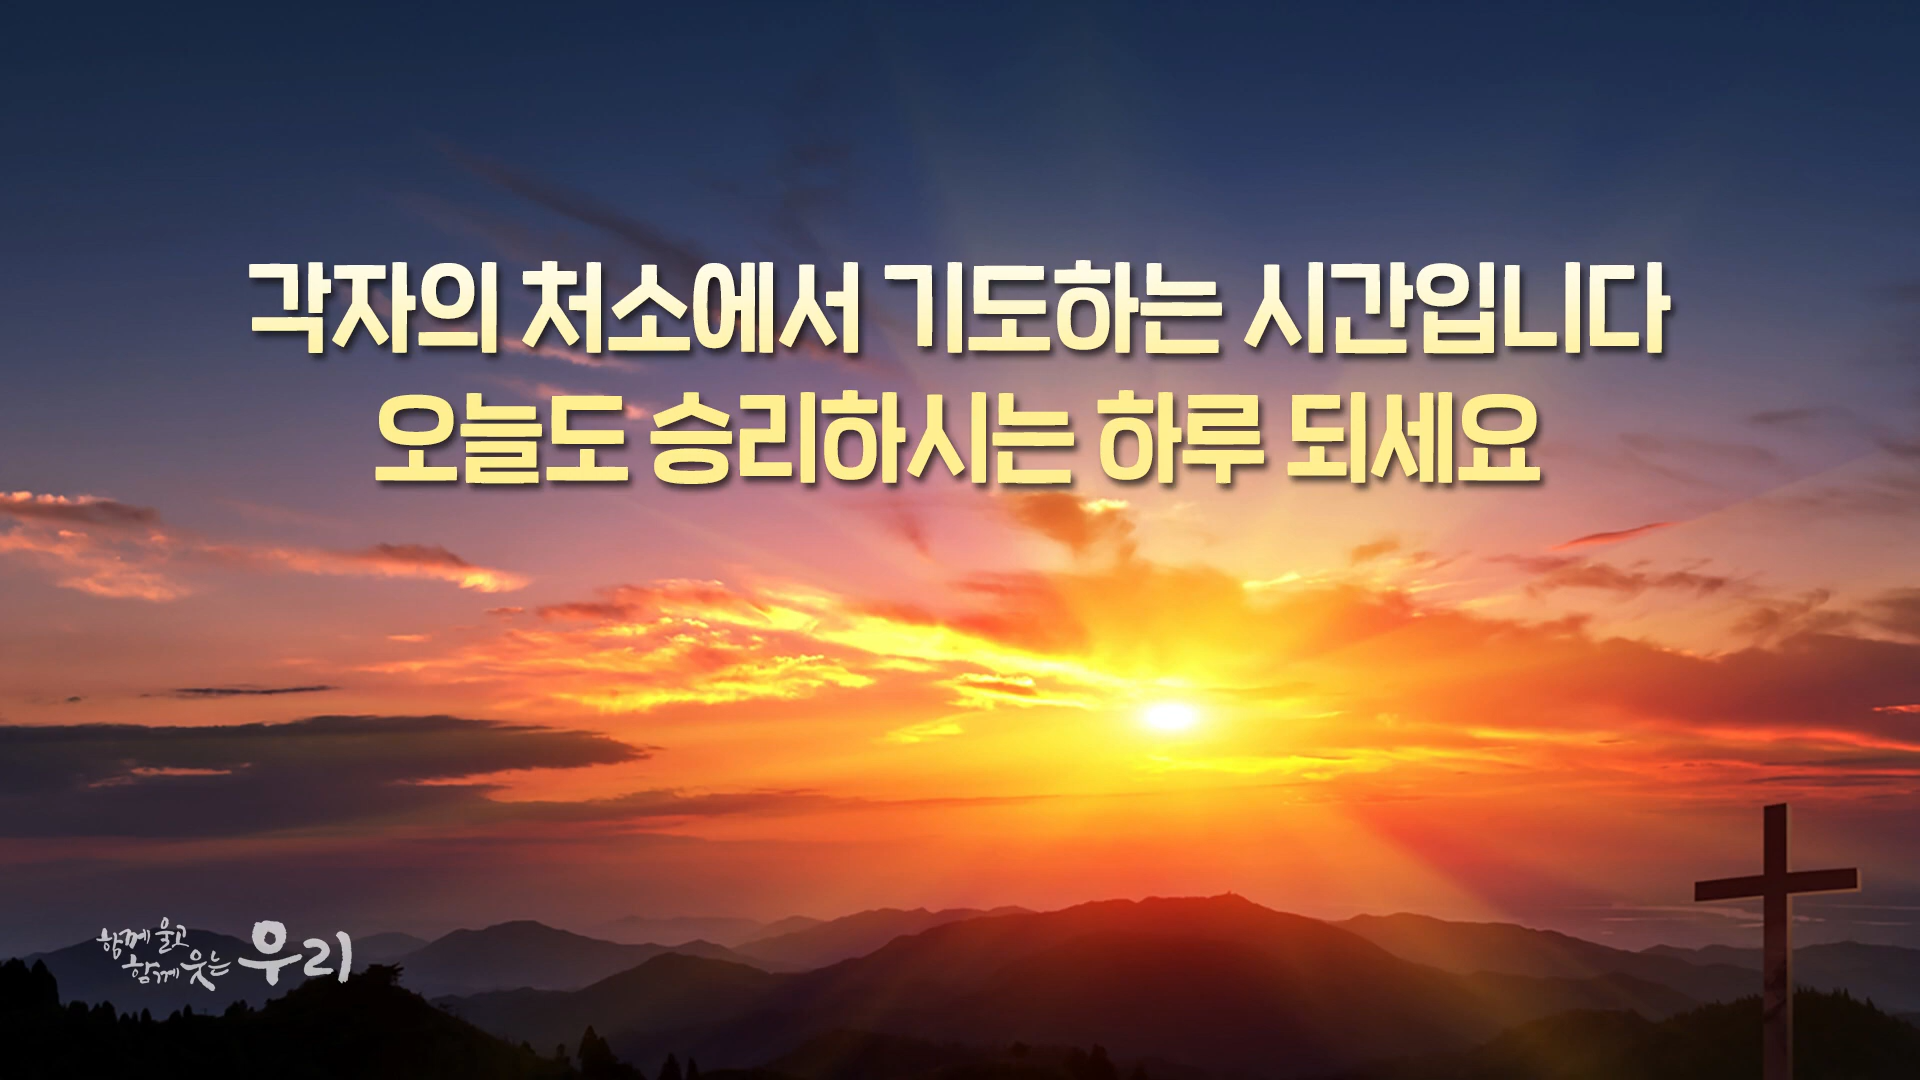 각자의 처소에서 기도하는 시간입니다
오늘도 승리하시는 하루 되세요
함께 울고
함께 웃는 우리